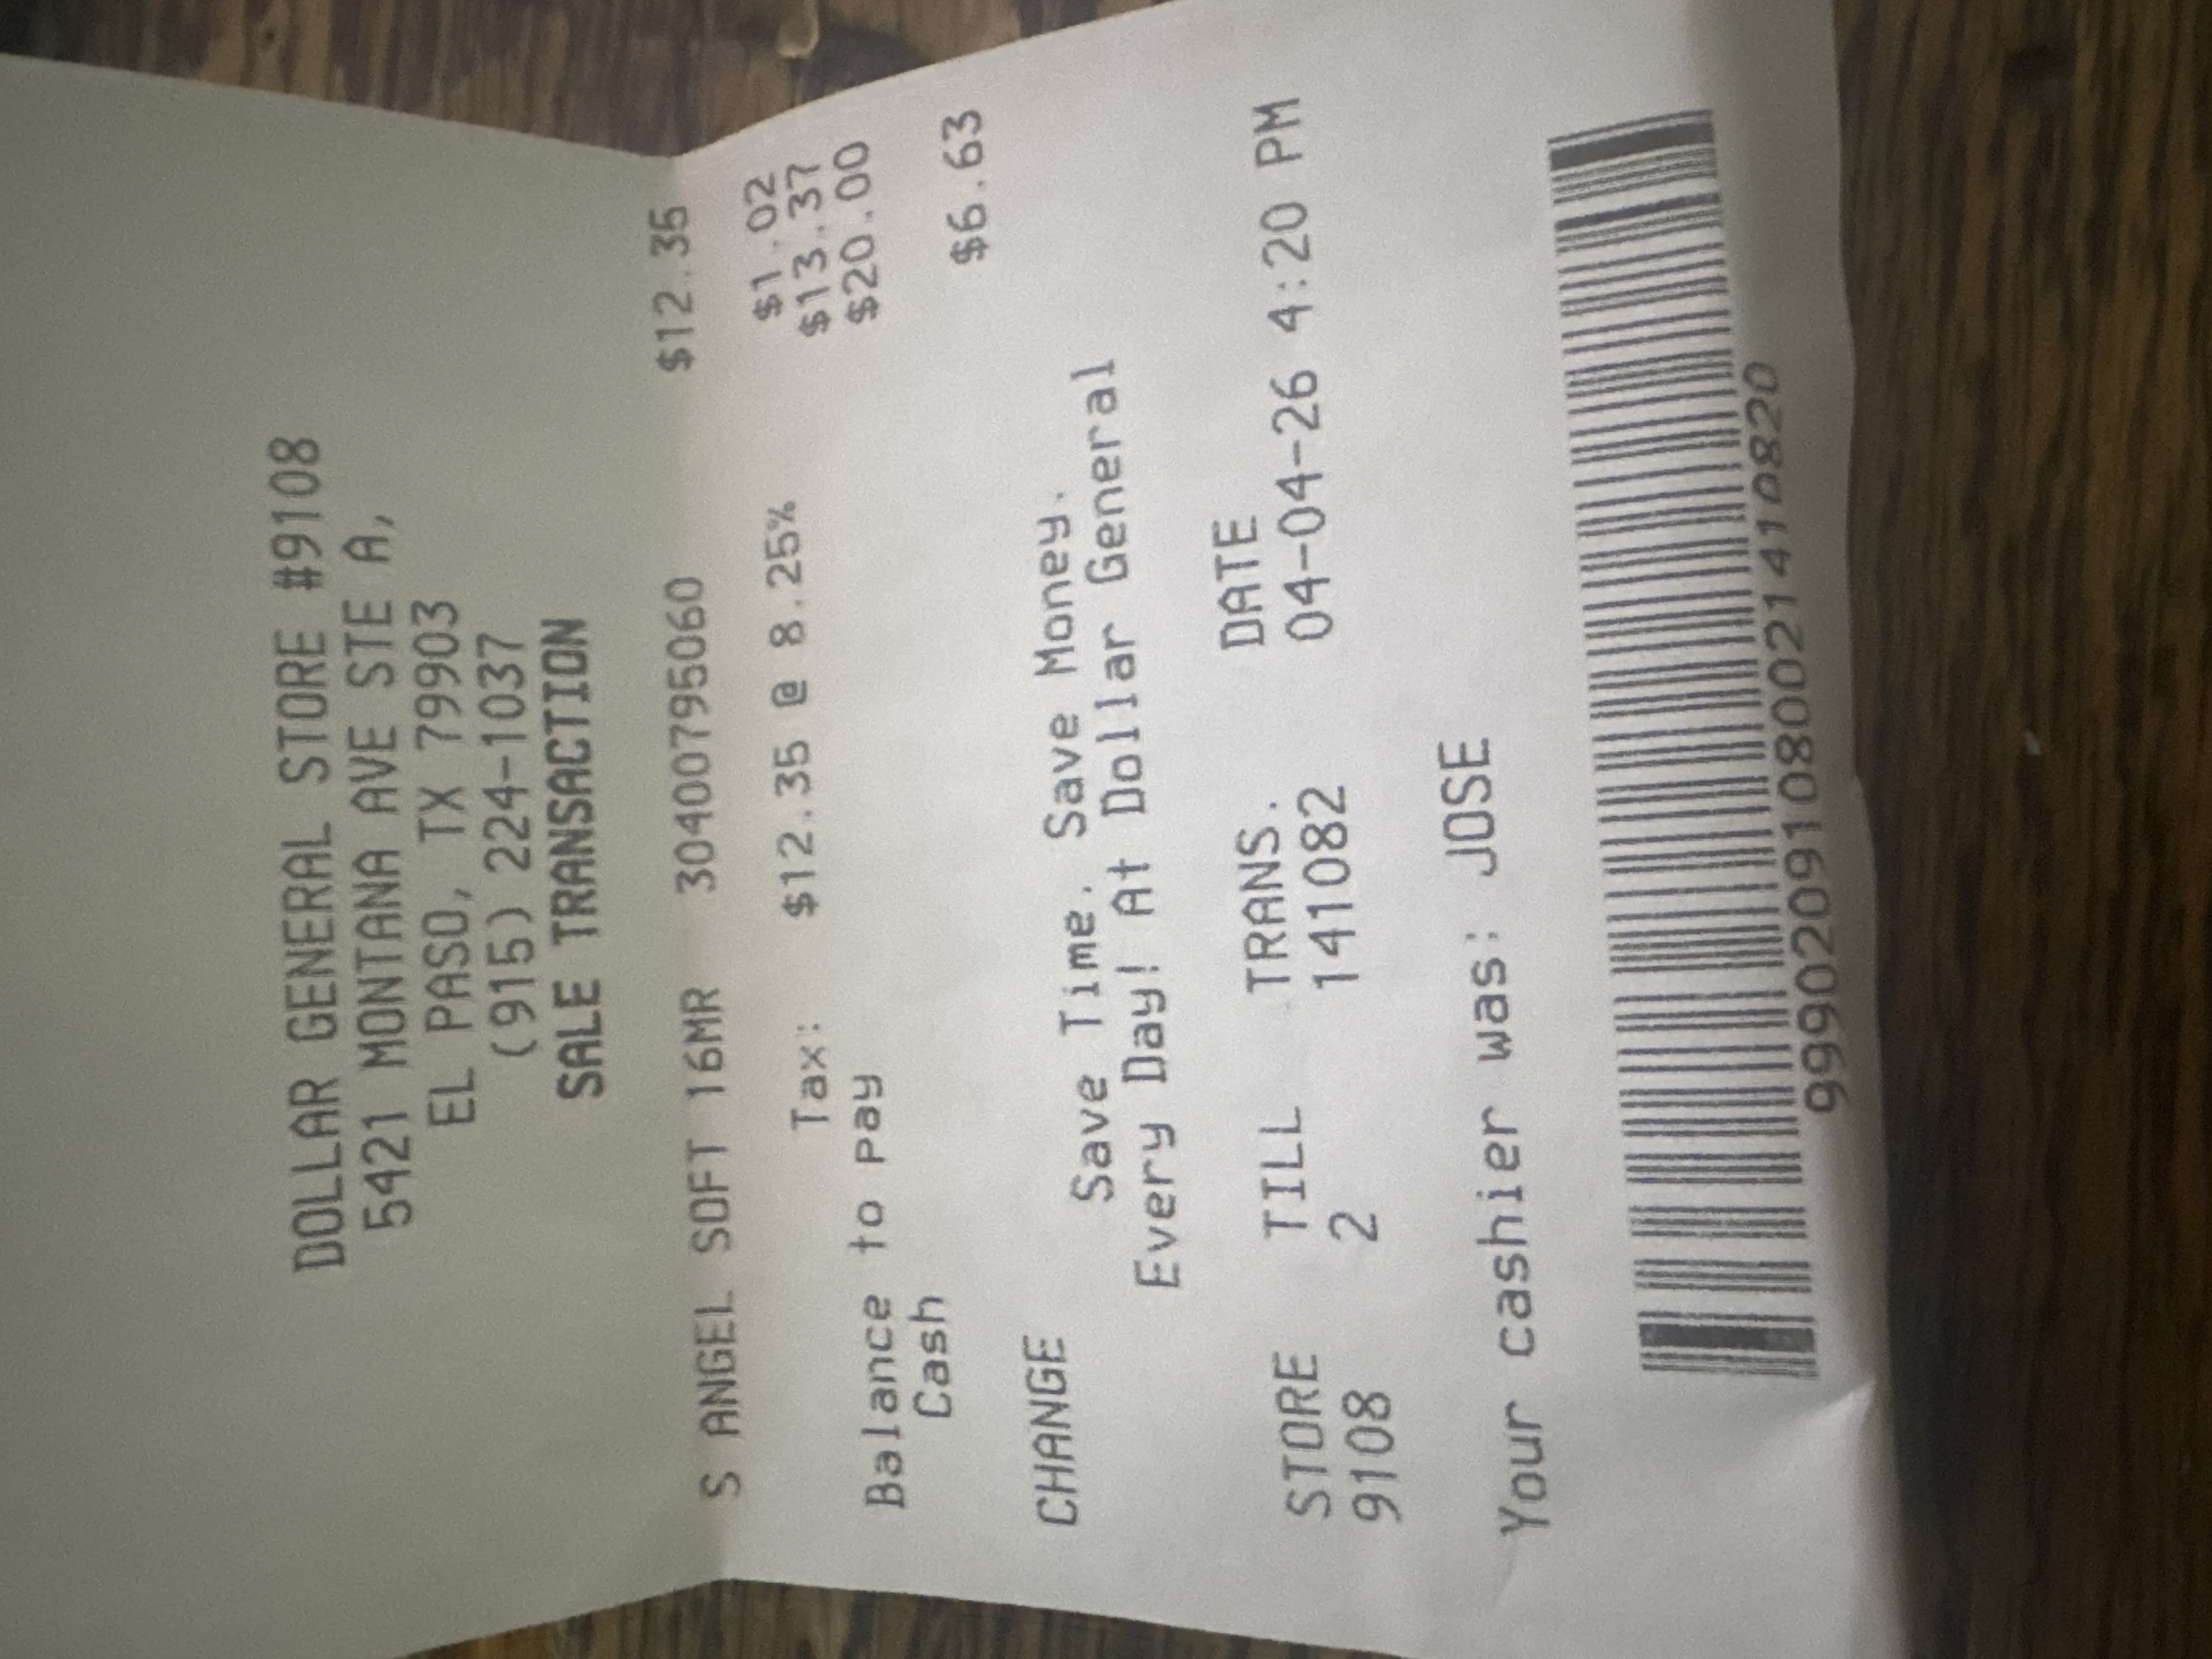 DOLLAR GENERAL STORE #9108
5421 MONTANA AVE STE A,
EL PASO, TX 79903
(915) 224-1037
SALE TRANSACTION
S ANGEL SOFT 16MR 30400795060 $12.35
Tax: $12.35 @ 8.25% $1.02
Balance to pay $13.37
Cash $20.00
CHANGE $6.63
Save Time. Save Money.
Every Day! At Dollar General
STORE TILL TRANS. DATE
9108 2 141082 04-04-26 4:20 PM
Your cashier was: JOSE
99902091080021410820